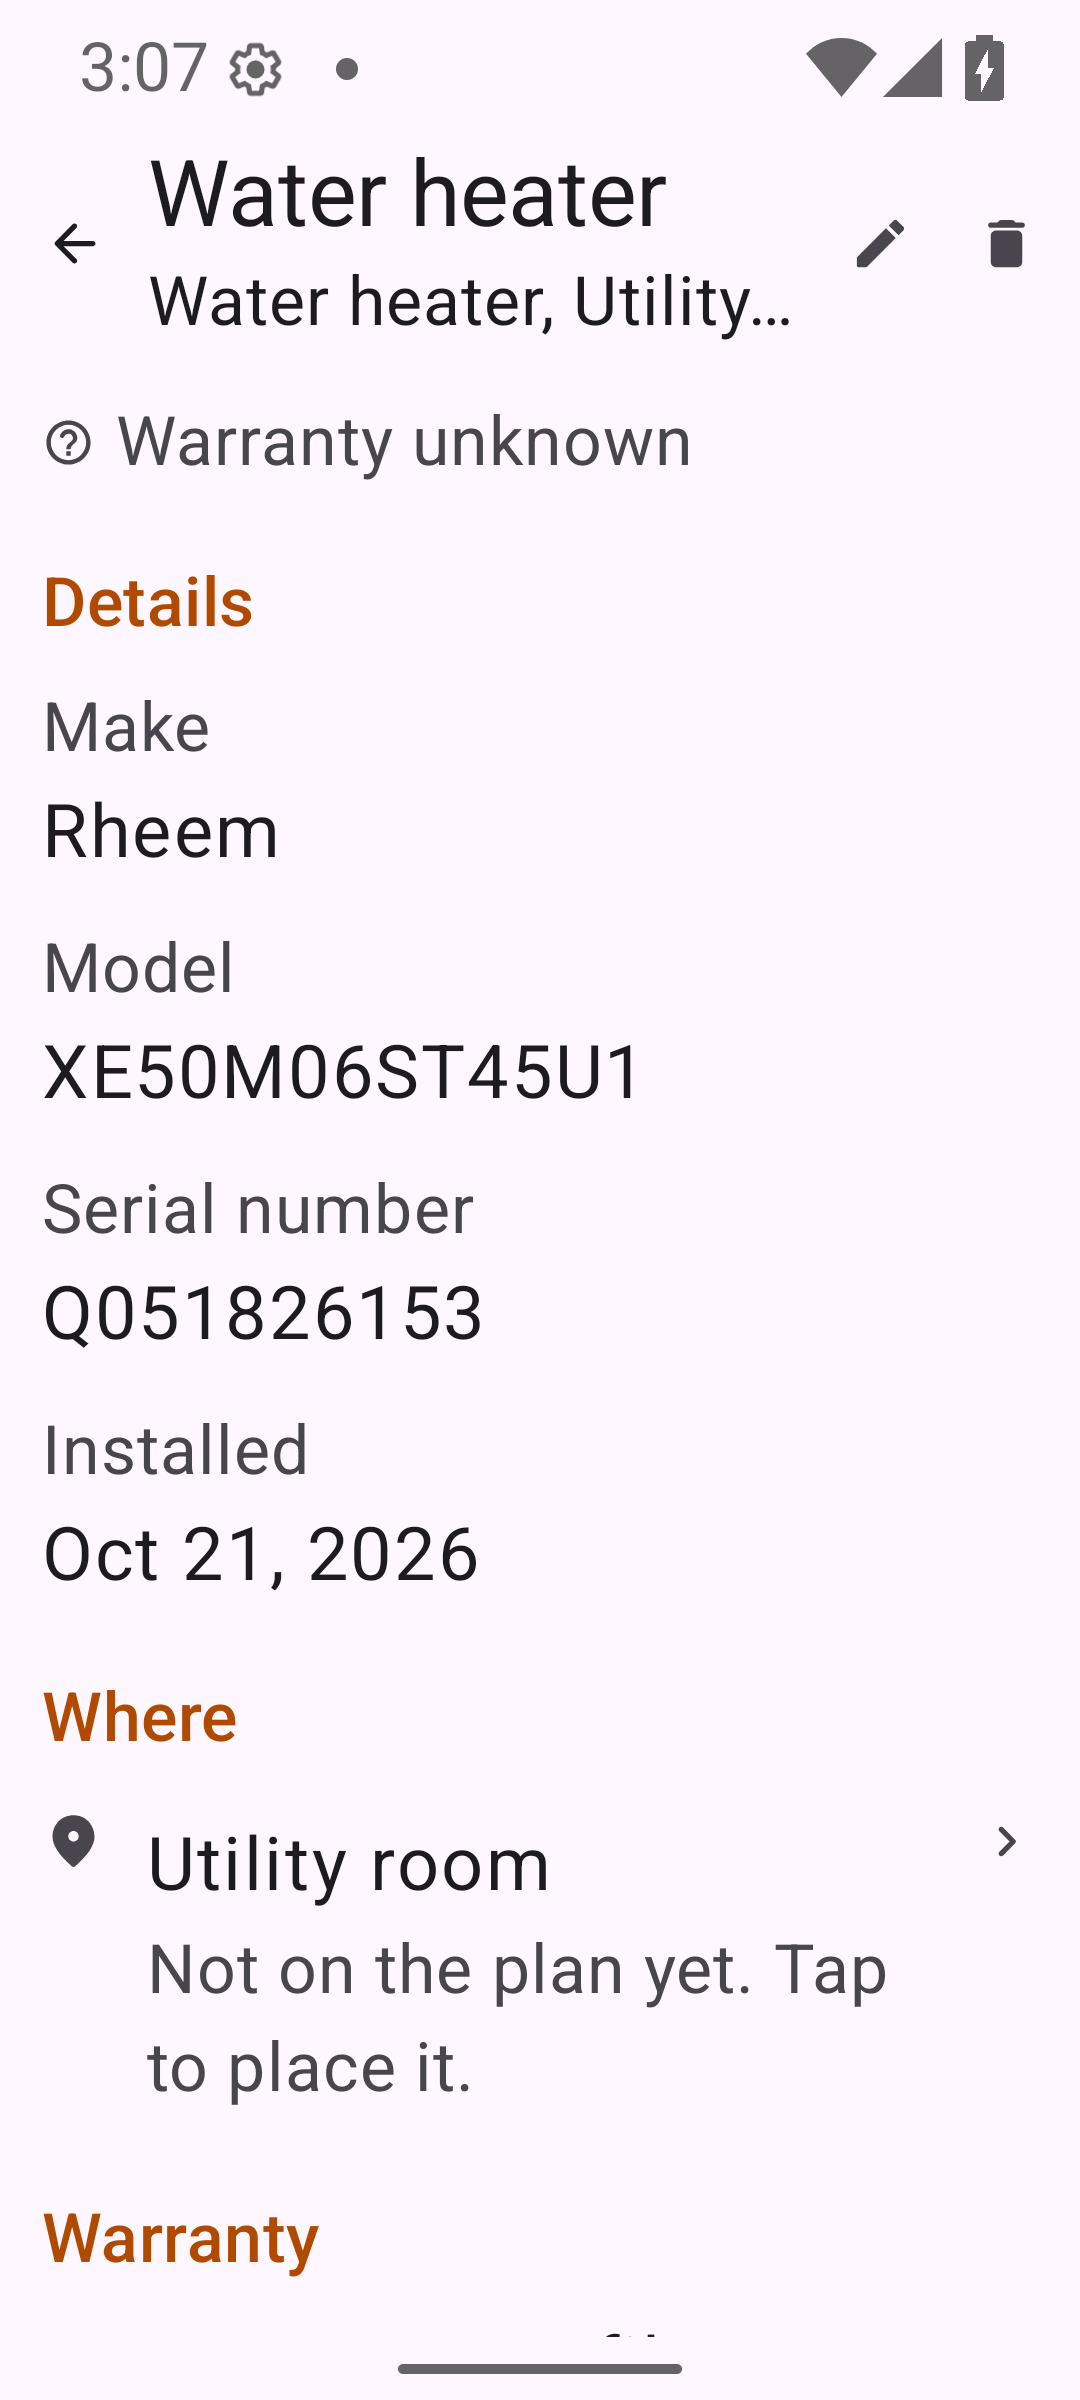 3:07
Water heater
Water heater, Utility…
Warranty unknown
Details
Make
Rheem
Model
XE50M06ST45U1
Serial number
Q051826153
Installed
Oct 21, 2026
Where
Utility room
Not on the plan yet. Tap
to place it.
Warranty